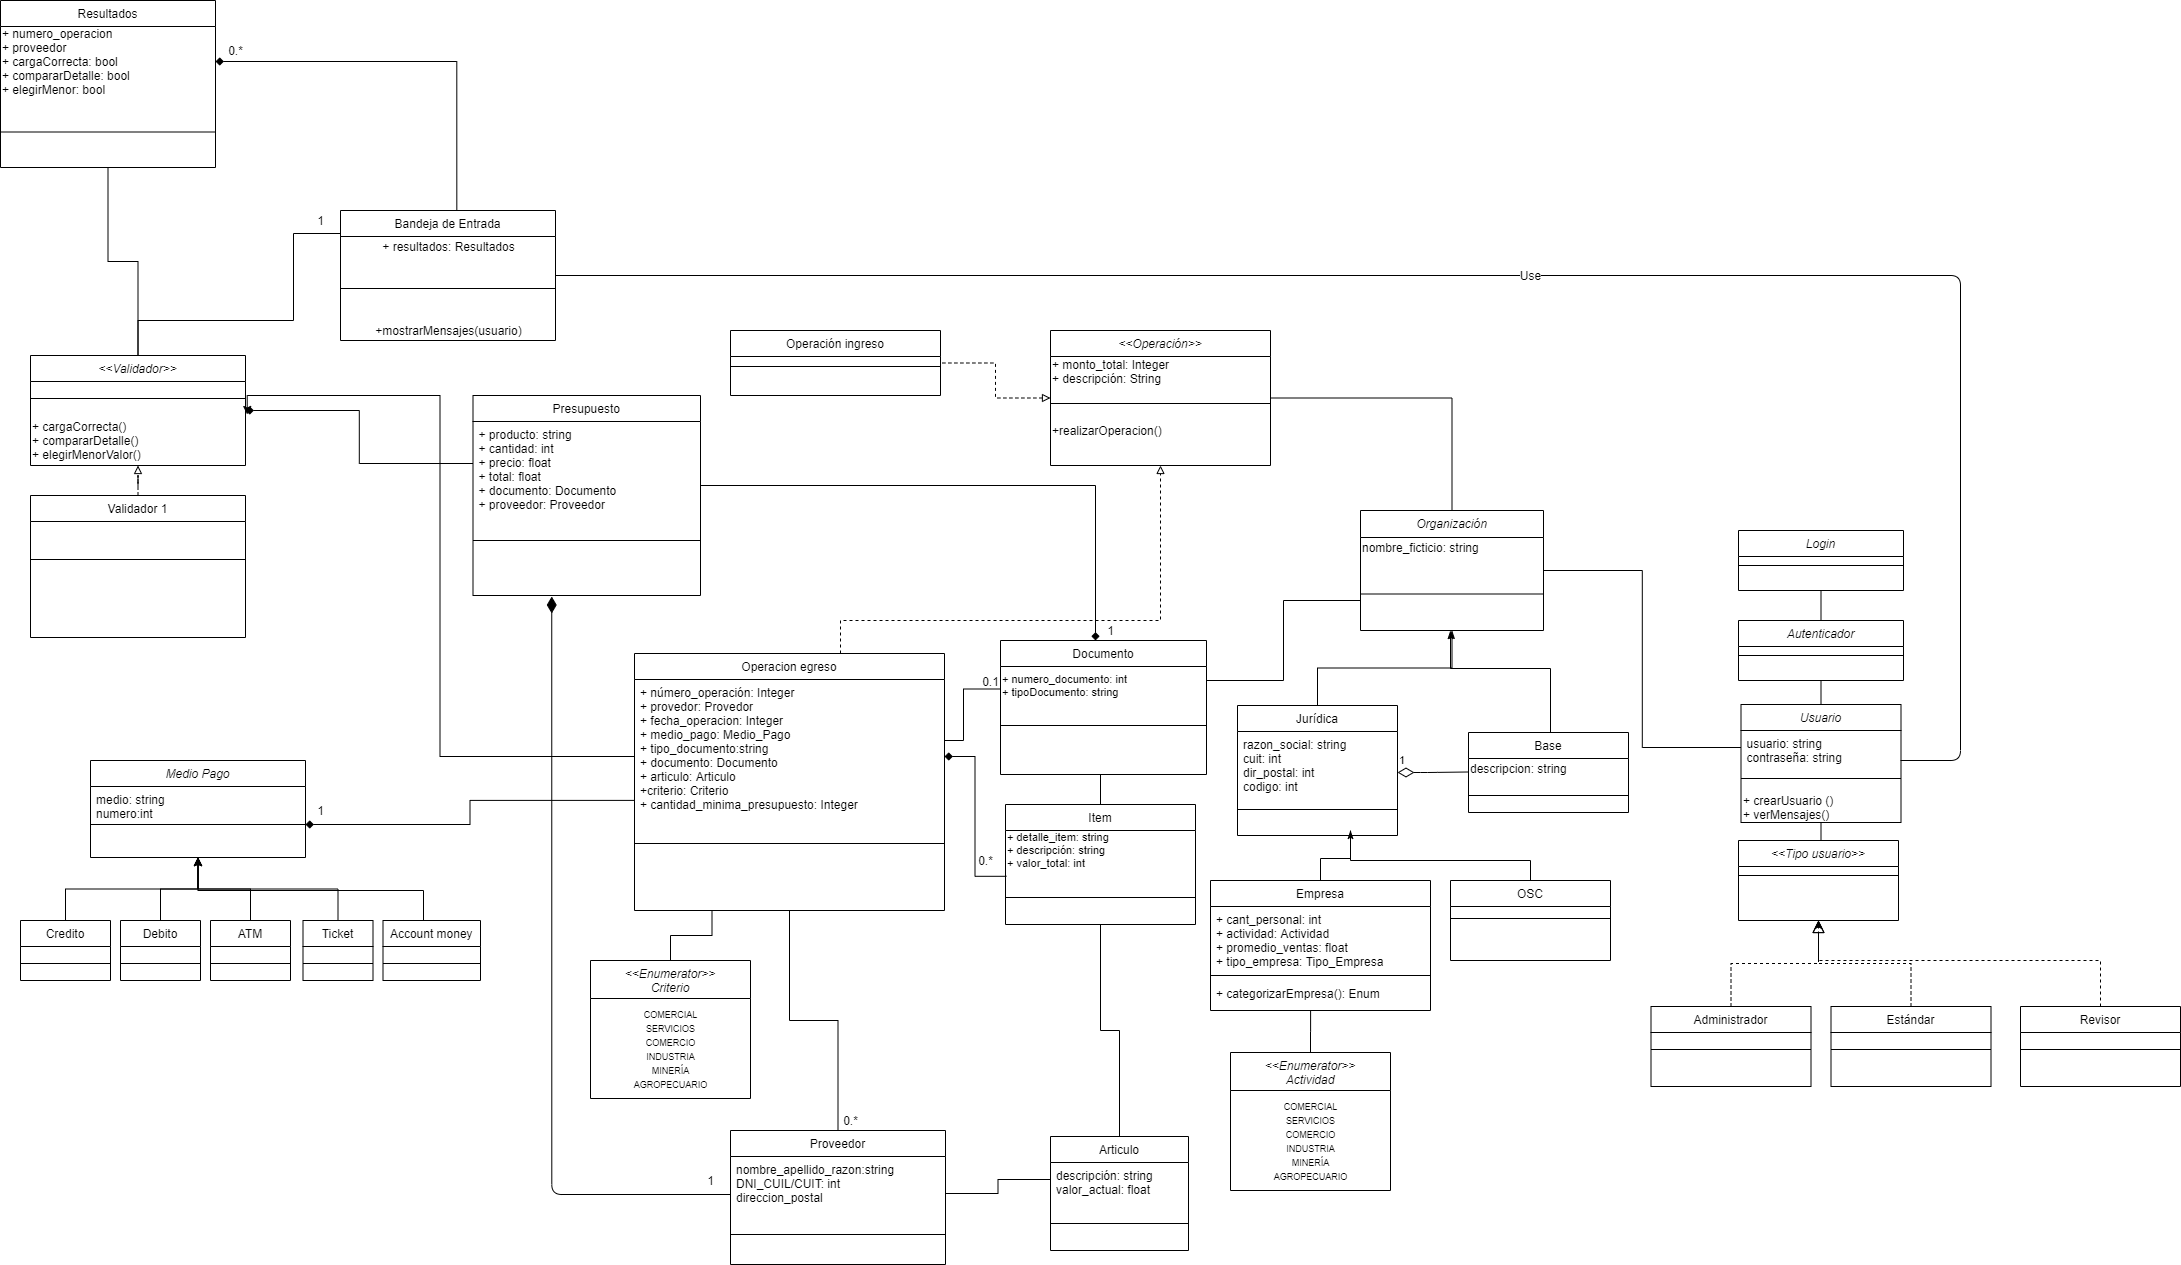 Resultados
+ numero_operacion
+ proveedor
+ cargaCorrecta: bool
+ compararDetalle: bool
+ elegirMenor: bool
0.*
1
Bandeja de Entrada
+ resultados: Resultados
+mostrarMensajes(usuario)
Use
<<Validador>>
+ cargaCorrecta()
+ compararDetalle()
+ elegirMenorValor()
Validador 1
Presupuesto
+ producto: string
+ cantidad: int
+ precio: float
+ total: float
+ documento: Documento
+ proveedor: Proveedor
Operación ingreso
<<Operación>>
+ monto_total: Integer
+ descripción: String
+realizarOperacion()
Organización
nombre_ficticio: string
Login
Autenticador
Usuario
usuario: string
contraseña: string
+ crearUsuario ()
+ verMensajes()
<<Tipo usuario>>
Administrador
Estándar
Revisor
Operacion egreso
+ número_operación: Integer
+ provedor: Provedor
+ fecha_operacion: Integer
+ medio_pago: Medio_Pago
+ tipo_documento:string
+ documento: Documento
+ articulo: Articulo
+criterio: Criterio
+ cantidad_minima_presupuesto: Integer
1
0.1
Documento
+ numero_documento: int
+ tipoDocumento: string
0.*
Item
+ detalle_item: string
+ descripción: string
+ valor_total: int
Jurídica
razon_social: string
cuit: int
dir_postal: int
codigo: int
1
Base
descripcion: string
Medio Pago
medio: string
numero:int
1
Credito
Debito
ATM
Ticket
Account money
Empresa
+ cant_personal: int
+ actividad: Actividad
+ promedio_ventas: float
+ tipo_empresa: Tipo_Empresa
+ categorizarEmpresa(): Enum
OSC
<<Enumerator>>
Criterio
COMERCIAL
SERVICIOS
COMERCIO
INDUSTRIA
MINERÍA
AGROPECUARIO
<<Enumerator>>
Actividad
COMERCIAL
SERVICIOS
COMERCIO
INDUSTRIA
MINERÍA
AGROPECUARIO
0.*
1
Proveedor
nombre_apellido_razon:string
DNI_CUIL/CUIT: int
direccion_postal
Articulo
descripción: string
valor_actual: float